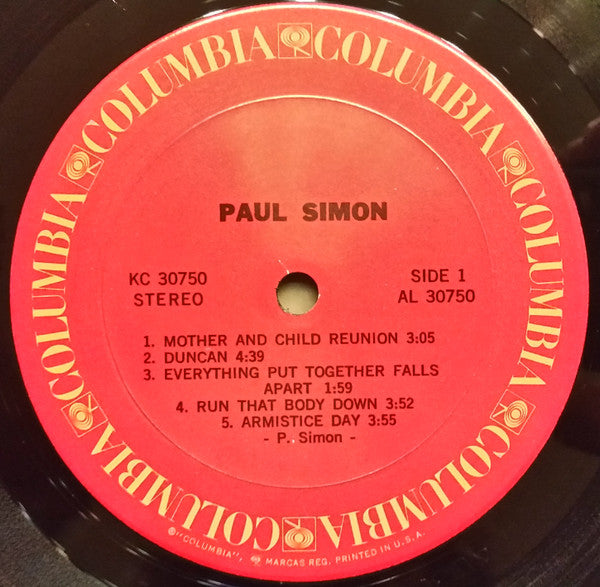 COLUMBIA COLUMBIA COLUMBIA COLUMBIA COLUMBIA COLUMBIA COLUMBIA COLUMBIA
PAUL SIMON
KC 30750
STEREO
SIDE 1
AL 30750
1. MOTHER AND CHILD REUNION 3:05
2. DUNCAN 4:39
3. EVERYTHING PUT TOGETHER FALLS
APART 1:59
4. RUN THAT BODY DOWN 3:52
5. ARMISTICE DAY 3:55
- P. Simon -
®"COLUMBIA", MARCAS REG. PRINTED IN U.S.A.